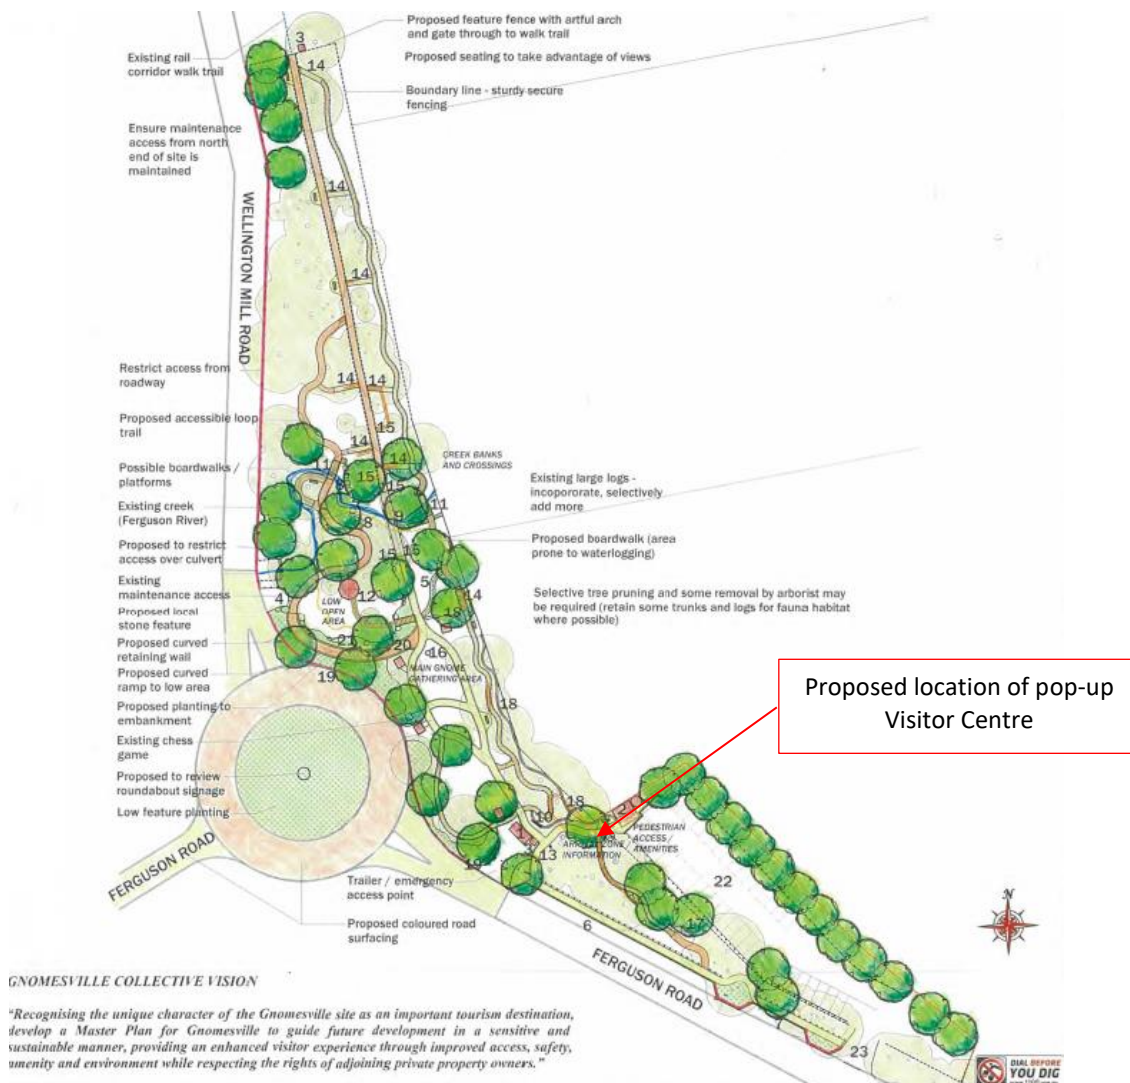 Proposed feature fence with artful arch
and gate through to walk trail
Proposed seating to take advantage of views
Boundary line - sturdy secure
fencing
Existing rail
corridor walk trail
Ensure maintenance
access from north
end of site is
maintained
3
14
14
14
WELLINGTON MILL ROAD
Restrict access from
roadway
14
14
Proposed accessible loop
trail
15
14
Possible boardwalks /
platforms
1
14
15
15
CREEK BANKS
AND CROSSINGS
Existing large logs -
incopororate, selectively
add more
Existing creek
(Ferguson River)
8
9
11
Proposed to restrict
access over culvert
15
15
Proposed boardwalk (area
prone to waterlogging)
Existing
maintenance access
4
12
5
14
Selective tree pruning and some removal by arborist may
be required (retain some trunks and logs for fauna habitat
where possible)
Proposed local
stone feature
LOW
OPEN
AREA
18
Proposed curved
retaining wall
21
20
16
MAIN GNOME
GATHERING AREA
Proposed curved
ramp to low area
19
Proposed planting to
embankment
18
Existing chess
game
Proposed to review
roundabout signage
Low feature planting
Proposed location of pop-up
Visitor Centre
18
10
21
PEDESTRIAN
ACCESS /
AMENITIES
INFORMATION
13
19
22
17
FERGUSON ROAD
Trailer / emergency
access point
Proposed coloured road
surfacing
6
FERGUSON ROAD
N
23
GNOMESVILLE COLLECTIVE VISION
"Recognising the unique character of the Gnomesville site as an important tourism destination,
develop a Master Plan for Gnomesville to guide future development in a sensitive and
sustainable manner, providing an enhanced visitor experience through improved access, safety,
amenity and environment while respecting the rights of adjoining private property owners."
DIAL BEFORE
YOU DIG